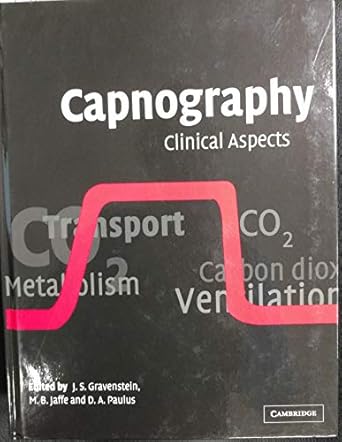 Capnography
Clinical Aspects
Transport
CO2
CO2
Metabolism
Carbon diox
Ventilation
Edited by J. S. Gravenstein,
M. B. Jaffe and D. A. Paulus
CAMBRIDGE